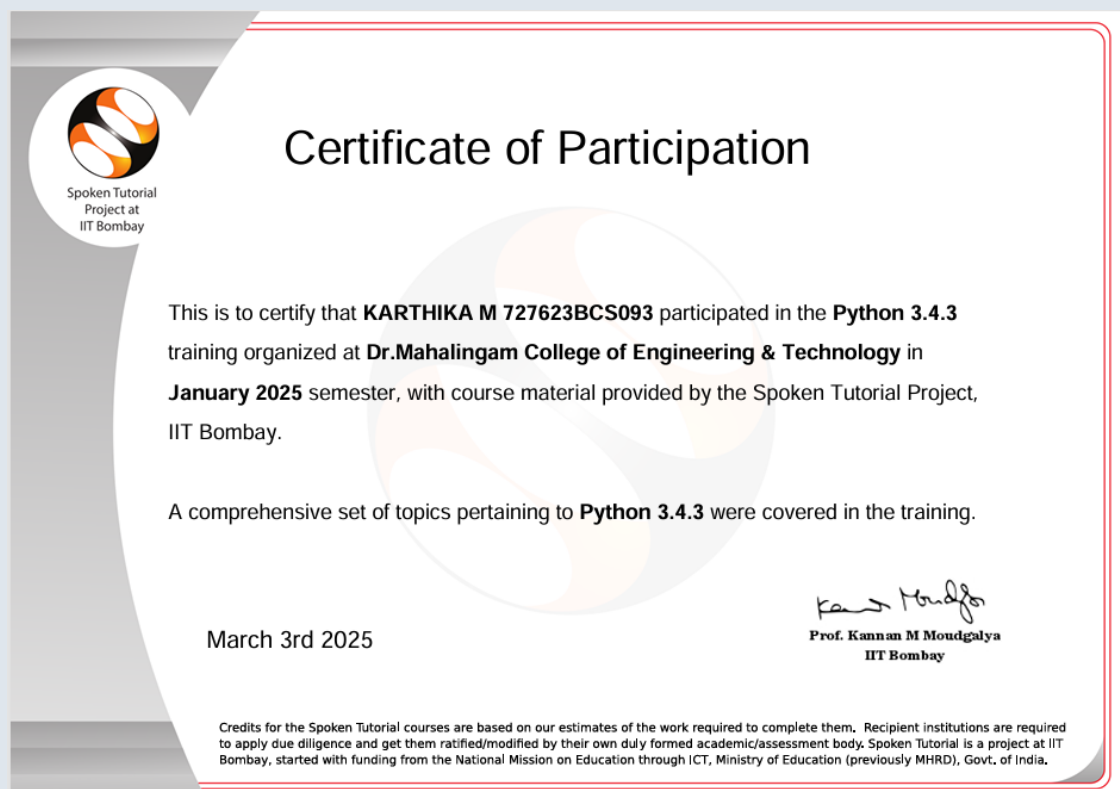 Spoken Tutorial
Project at
IIT Bombay
Certificate of Participation
This is to certify that KARTHIKA M 727623BCS093 participated in the Python 3.4.3
training organized at Dr.Mahalingam College of Engineering & Technology in
January 2025 semester, with course material provided by the Spoken Tutorial Project,
IIT Bombay.
A comprehensive set of topics pertaining to Python 3.4.3 were covered in the training.
March 3rd 2025
Prof. Kannan M Moudgalya
IIT Bombay
Credits for the Spoken Tutorial courses are based on our estimates of the work required to complete them. Recipient institutions are required
to apply due diligence and get them ratified/modified by their own duly formed academic/assessment body. Spoken Tutorial is a project at IIT
Bombay, started with funding from the National Mission on Education through ICT, Ministry of Education (previously MHRD), Govt. of India.